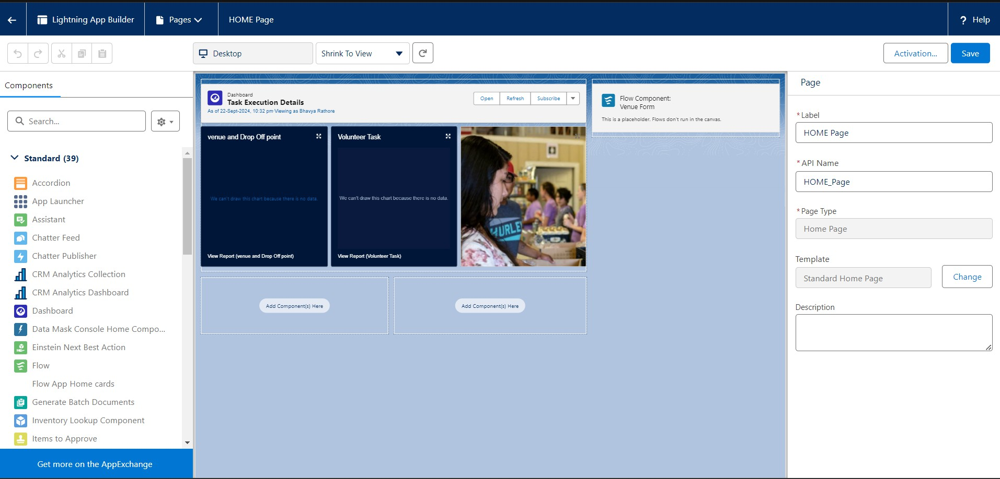 Lightning App Builder
Pages
HOME Page
? Help
Desktop
Shrink To View
Activation...
Save
Components
Search...
Standard (39)
Accordion
App Launcher
Assistant
Chatter Feed
Chatter Publisher
CRM Analytics Collection
CRM Analytics Dashboard
Dashboard
Data Mask Console Home Compo...
Einstein Next Best Action
Flow
Flow App Home cards
Generate Batch Documents
Inventory Lookup Component
Items to Approve
Get more on the AppExchange
Dashboard
Task Execution Details
As of 22-Sept-2024, 10:32 pm·Viewing as Bhavya Rathore
Open
Refresh
Subscribe
venue and Drop Off point
We can't draw this chart because there is no data.
View Report (venue and Drop Off point)
Volunteer Task
We can't draw this chart because there is no data.
View Report (Volunteer Task)
HURLEY
Add Component(s) Here
Add Component(s) Here
Flow Component:
Venue Form
This is a placeholder. Flows don't run in the canvas.
Page
*Label
HOME Page
*API Name
HOME_Page
*Page Type
Home Page
Template
Standard Home Page
Change
Description